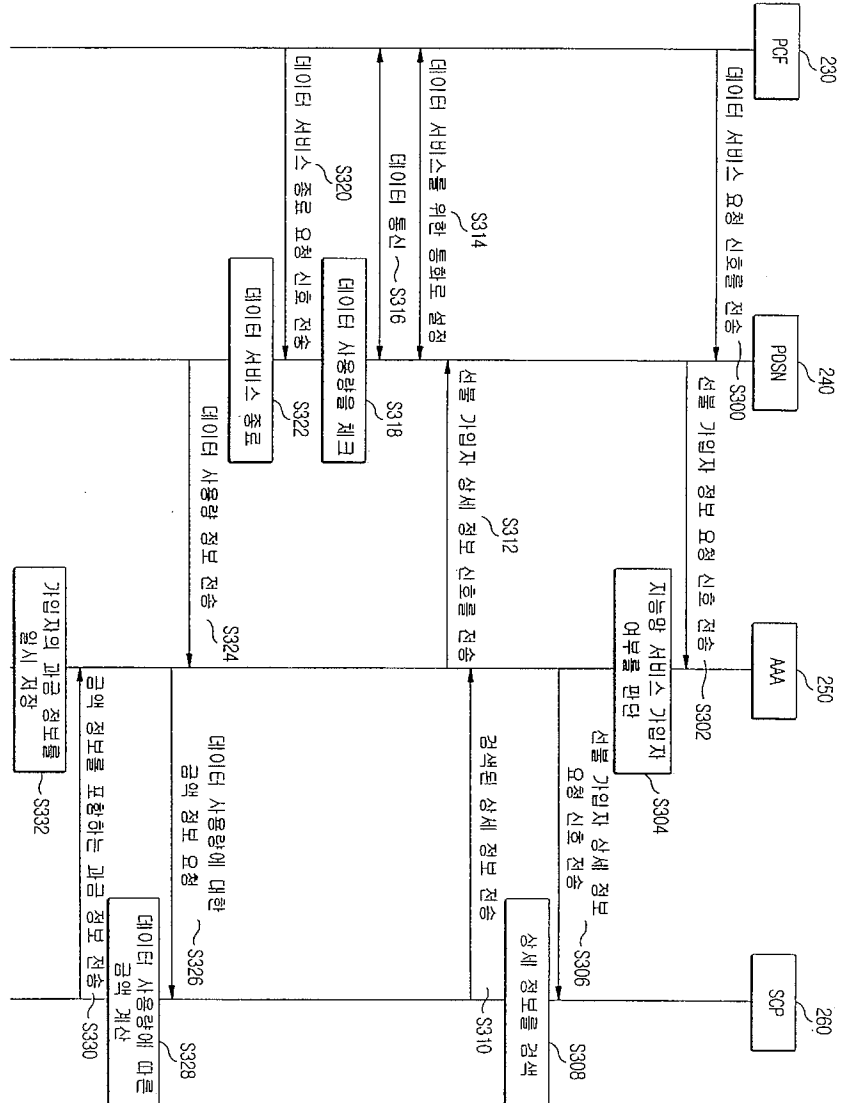 PCF
230
PDSN
240
AAA
250
SCP
260
데이터 서비스 요청 신호를 전송
S300
선불 가입자 정보 요청 신호 전송
S302
지능망 서비스 가입자
여부를 판단
S304
선불 가입자 상세 정보
요청 신호 전송
S306
상세 정보를 검색
S308
검색된 상세 정보 전송
S310
선불 가입자 상세 정보 신호를 전송
S312
데이터 서비스를 위한 통화로 설정
S314
데이터 통신
S316
데이터 사용량을 체크
S318
데이터 서비스 종료 요청 신호 전송
S320
데이터 서비스 종료
S322
데이터 사용량 정보 전송
S324
데이터 사용량에 대한
금액 정보 요청
S326
데이터 사용량에 따른
금액 계산
S328
금액 정보를 포함하는 과금 정보 전송
S330
가입자의 과금 정보를
일시 저장
S332